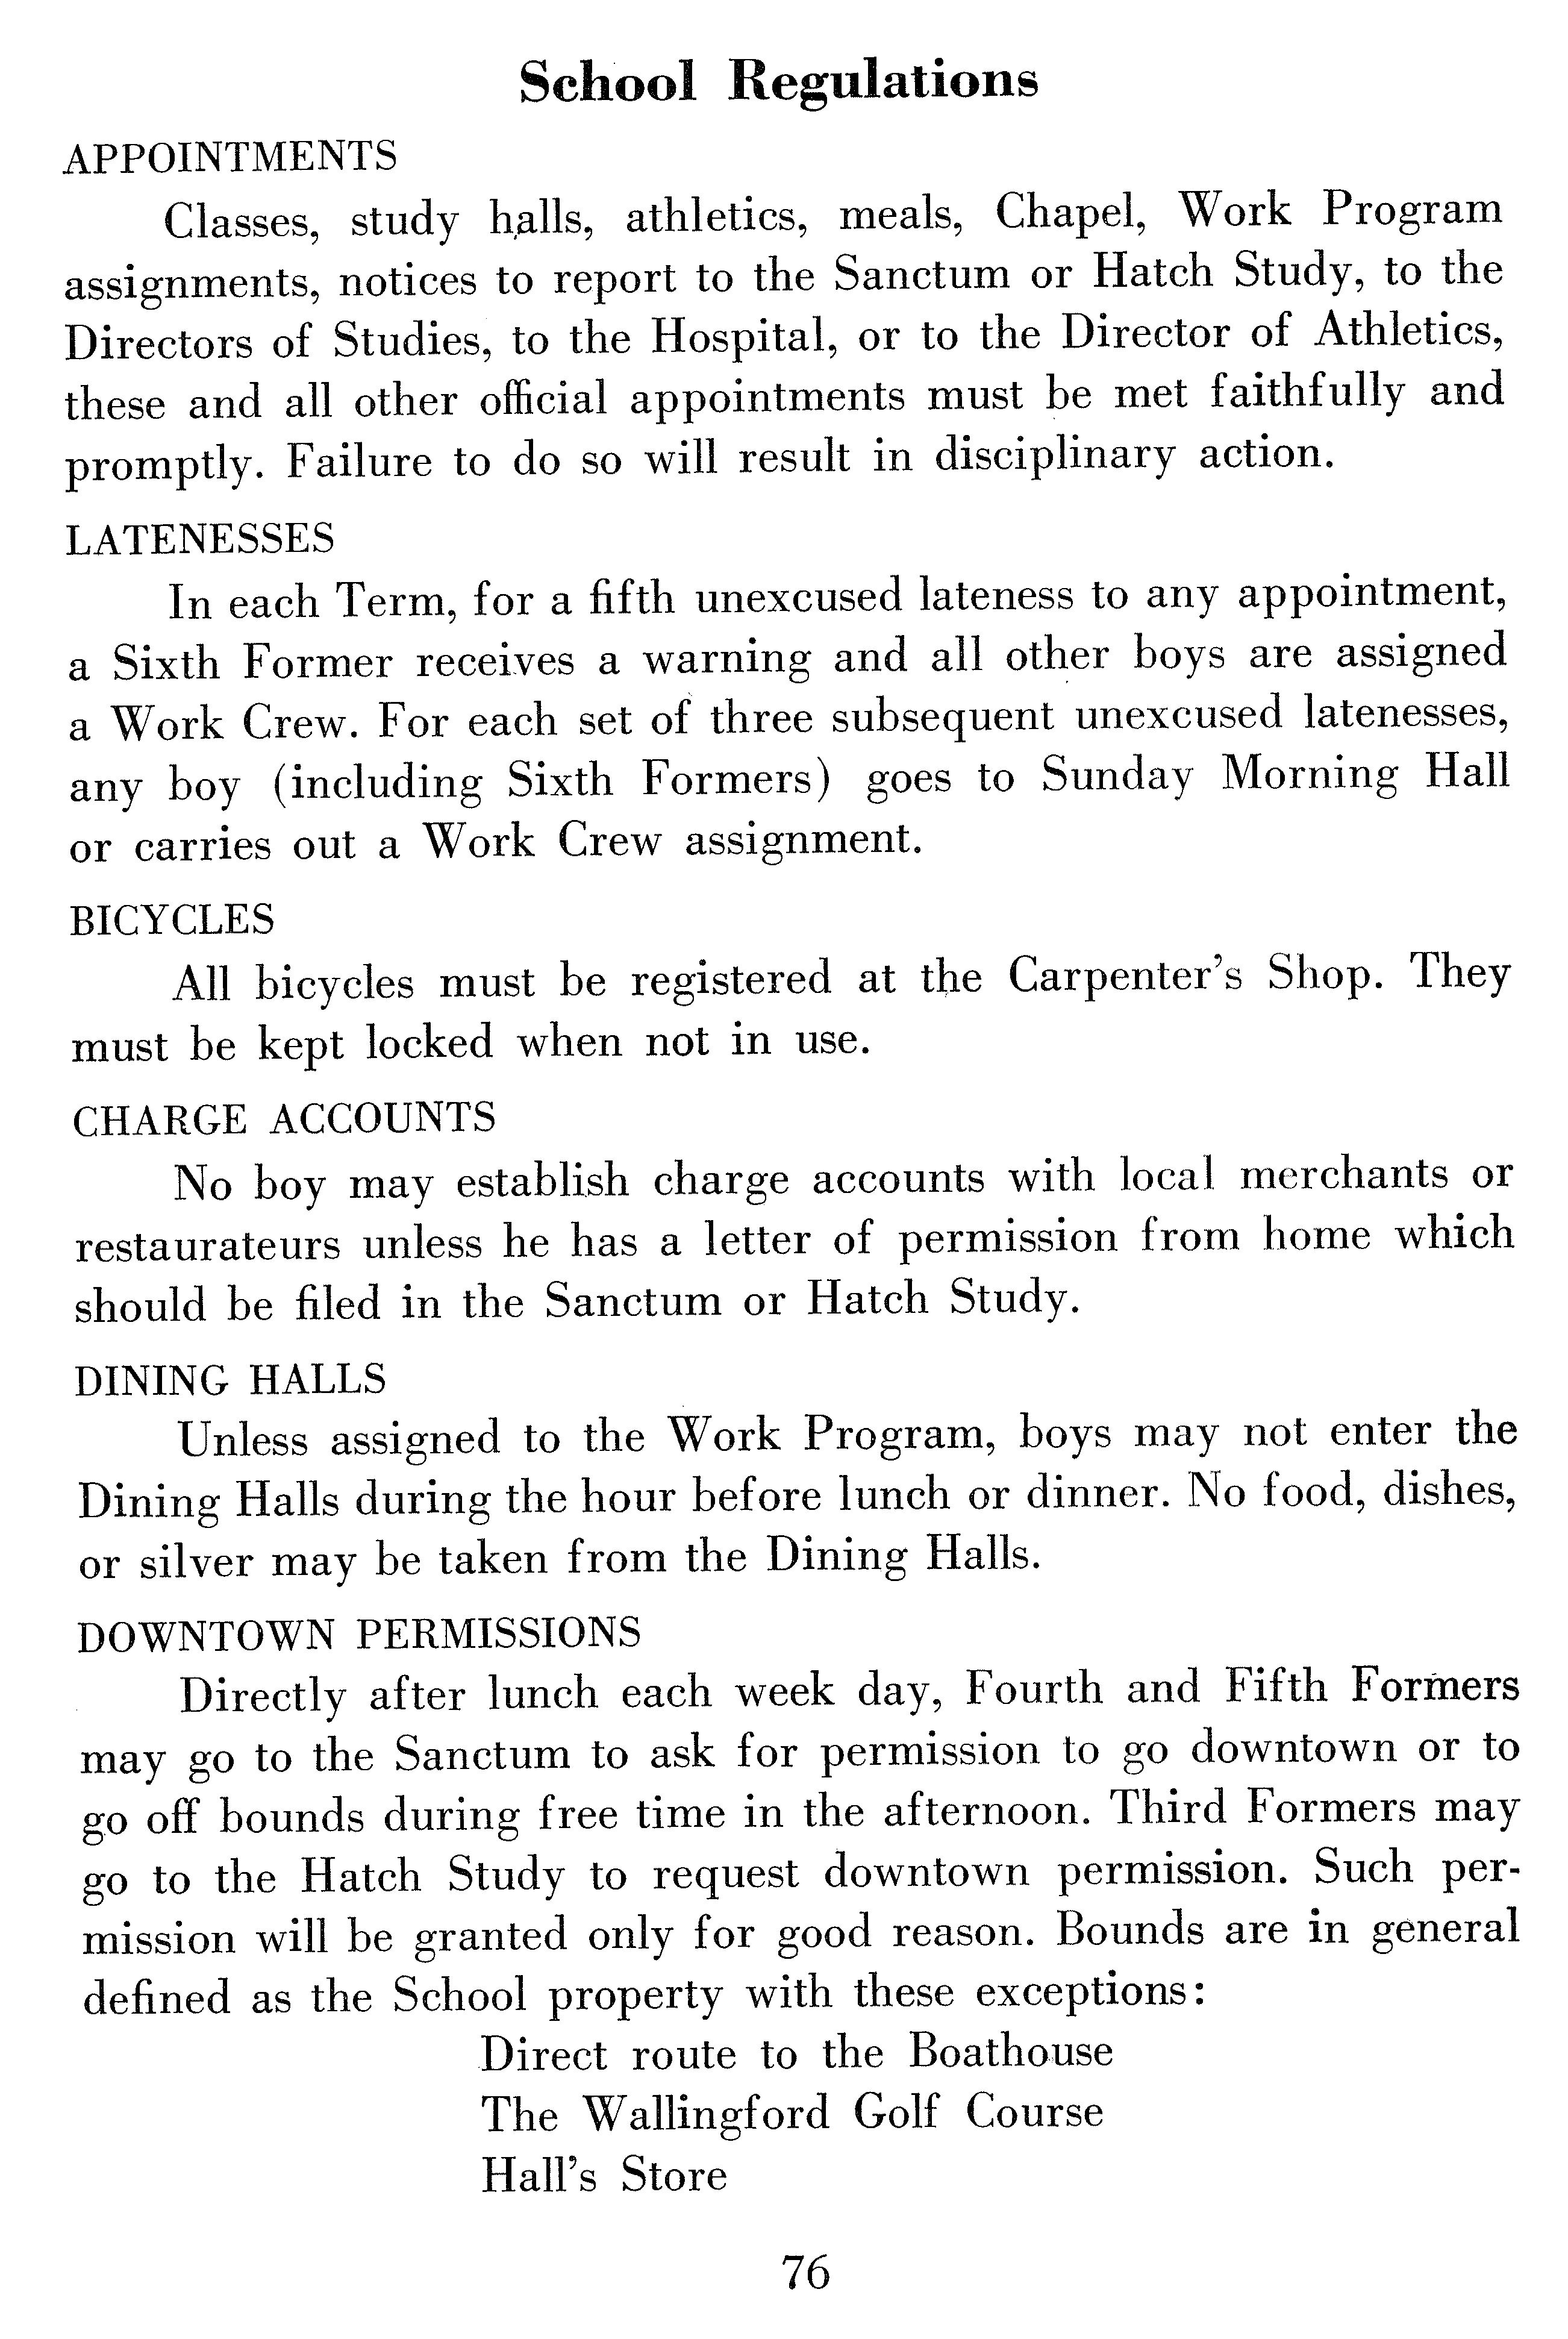 School Regulations
APPOINTMENTS
Classes, study halls, athletics, meals, Chapel, Work Program
assignments, notices to report to the Sanctum or Hatch Study, to the
Directors of Studies, to the Hospital, or to the Director of Athletics,
these and all other official appointments must be met faithfully and
promptly. Failure to do so will result in disciplinary action.
LATENESSES
In each Term, for a fifth unexcused lateness to any appointment,
a Sixth Former receives a warning and all other boys are assigned
a Work Crew. For each set of three subsequent unexcused latenesses,
any boy (including Sixth Formers) goes to Sunday Morning Hall
or carries out a Work Crew assignment.
BICYCLES
All bicycles must be registered at the Carpenter's Shop. They
must be kept locked when not in use.
CHARGE ACCOUNTS
No boy may establish charge accounts with local merchants or
restaurateurs unless he has a letter of permission from home which
should be filed in the Sanctum or Hatch Study.
DINING HALLS
Unless assigned to the Work Program, boys may not enter the
Dining Halls during the hour before lunch or dinner. No food, dishes,
or silver may be taken from the Dining Halls.
DOWNTOWN PERMISSIONS
Directly after lunch each week day, Fourth and Fifth Formers
may go to the Sanctum to ask for permission to go downtown or to
go off bounds during free time in the afternoon. Third Formers may
go to the Hatch Study to request downtown permission. Such per-
mission will be granted only for good reason. Bounds are in general
defined as the School property with these exceptions:
Direct route to the Boathouse
The Wallingford Golf Course
Hall's Store
76